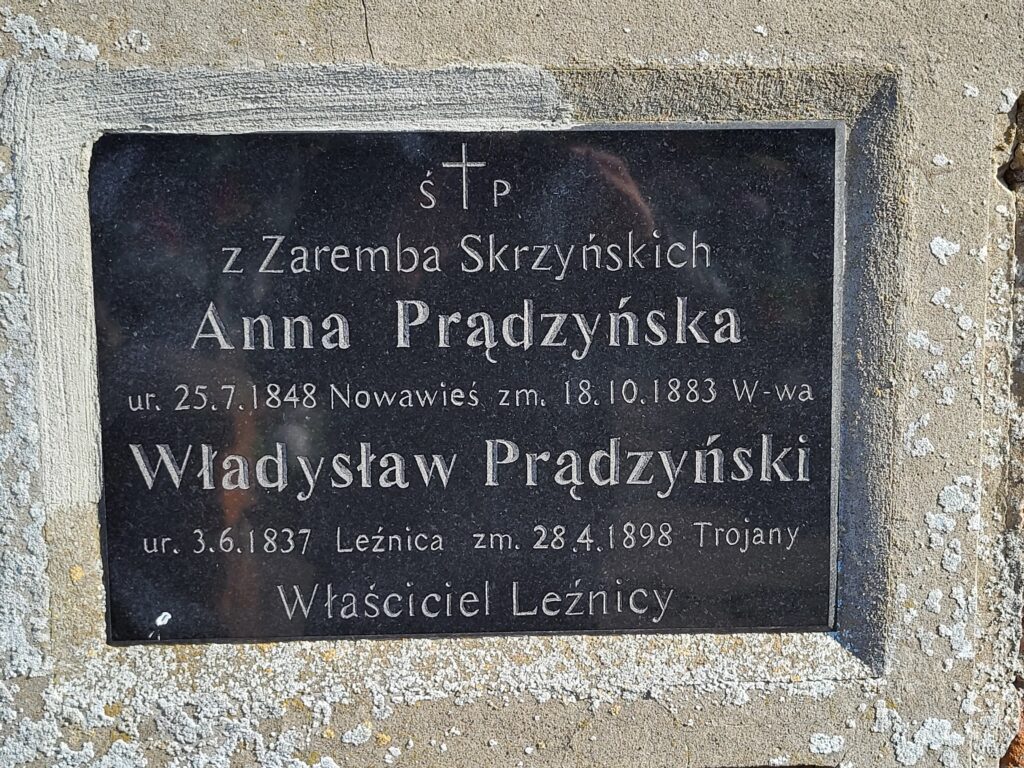 Ś P
z Zaremba Skrzyńskich
Anna Prądzyńska
ur. 25.7.1848 Nowawieś zm. 18.10.1883 W-wa
Władysław Prądzyński
ur. 3.6.1837 Leźnica zm. 28.4.1898 Trojany
Właściciel Leźnicy